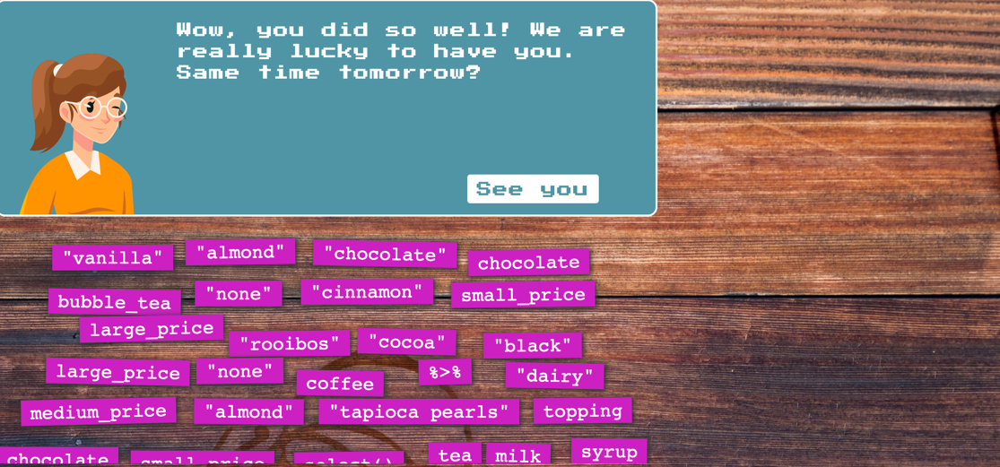 Wow, you did so well! We are
really lucky to have you.
Same time tomorrow?
See you
"vanilla" "almond" "chocolate" chocolate
bubble_tea "none" "cinnamon" small_price
large_price "rooibos" "cocoa" "black"
large_price "none" coffee %>% "dairy"
medium_price "almond" "tapioca pearls" topping
chocolate small_price select() tea milk syrup